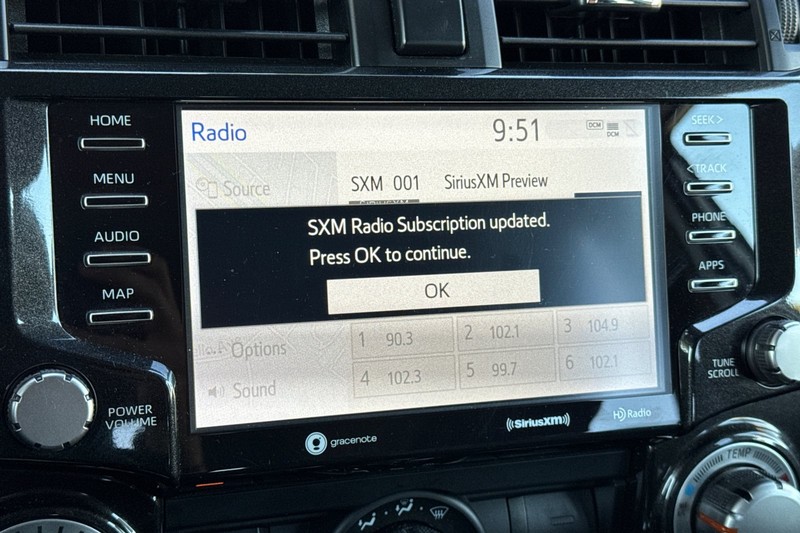 HOME
MENU
AUDIO
MAP
POWER
VOLUME
Radio
9:51
DCM
DCM
Source
SXM 001
SiriusXM Preview
SXM Radio Subscription updated.
Press OK to continue.
OK
Options
Sound
1 90.3
2 102.1
3 104.9
4 102.3
5 99.7
6 102.1
gracenote
((SiriusXM))
HD Radio
SEEK >
< TRACK
PHONE
APPS
TUNE
SCROLL
TEMP